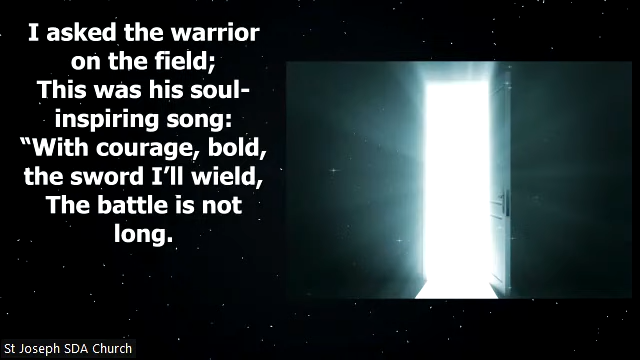 I asked the warrior
on the field;
This was his soul-
inspiring song:
“With courage, bold,
the sword I’ll wield,
The battle is not
long.
St Joseph SDA Church